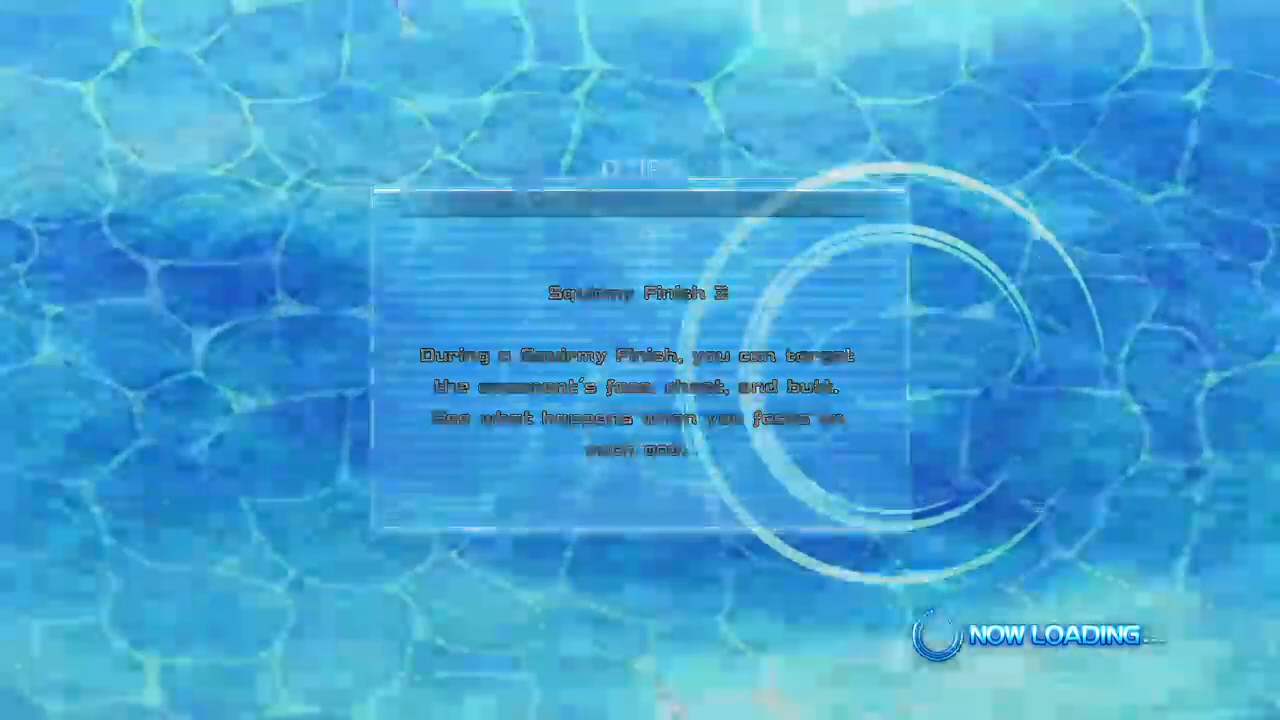 Squirmy Finish 3
During a Squirmy Finish, you can target
the opponent's face, chest, and butt.
See what happens when you focus on
each one.
NOW LOADING...